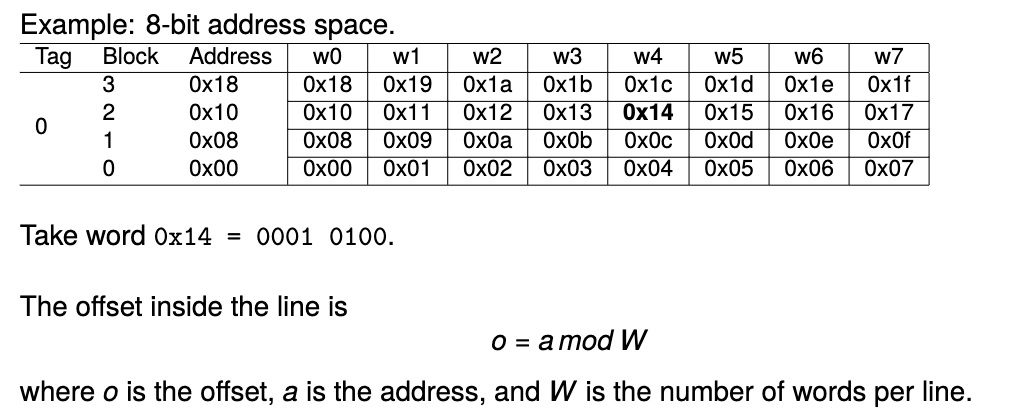 Example: 8-bit address space.
Tag Block Address w0 w1 w2 w3 w4 w5 w6 w7
3 0x18 0x18 0x19 0x1a 0x1b 0x1c 0x1d 0x1e 0x1f
2 0x10 0x10 0x11 0x12 0x13 0x14 0x15 0x16 0x17
0
1 0x08 0x08 0x09 0x0a 0x0b 0x0c 0x0d 0x0e 0x0f
0 0x00 0x00 0x01 0x02 0x03 0x04 0x05 0x06 0x07
Take word 0x14 = 0001 0100.
The offset inside the line is
o = a mod W
where o is the offset, a is the address, and W is the number of words per line.